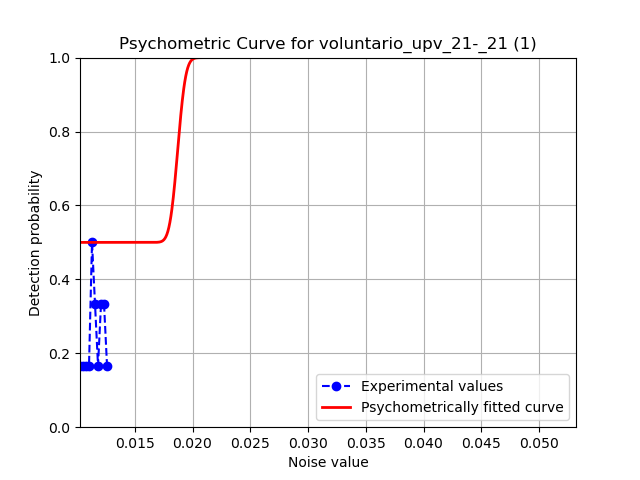 Psychometric Curve for voluntario_upv_21-_21 (1)
1.0
0.8
0.6
0.4
0.2
0.0
Detection probability
0.015
0.020
0.025
0.030
0.035
0.040
0.045
0.050
Noise value
Experimental values
Psychometrically fitted curve